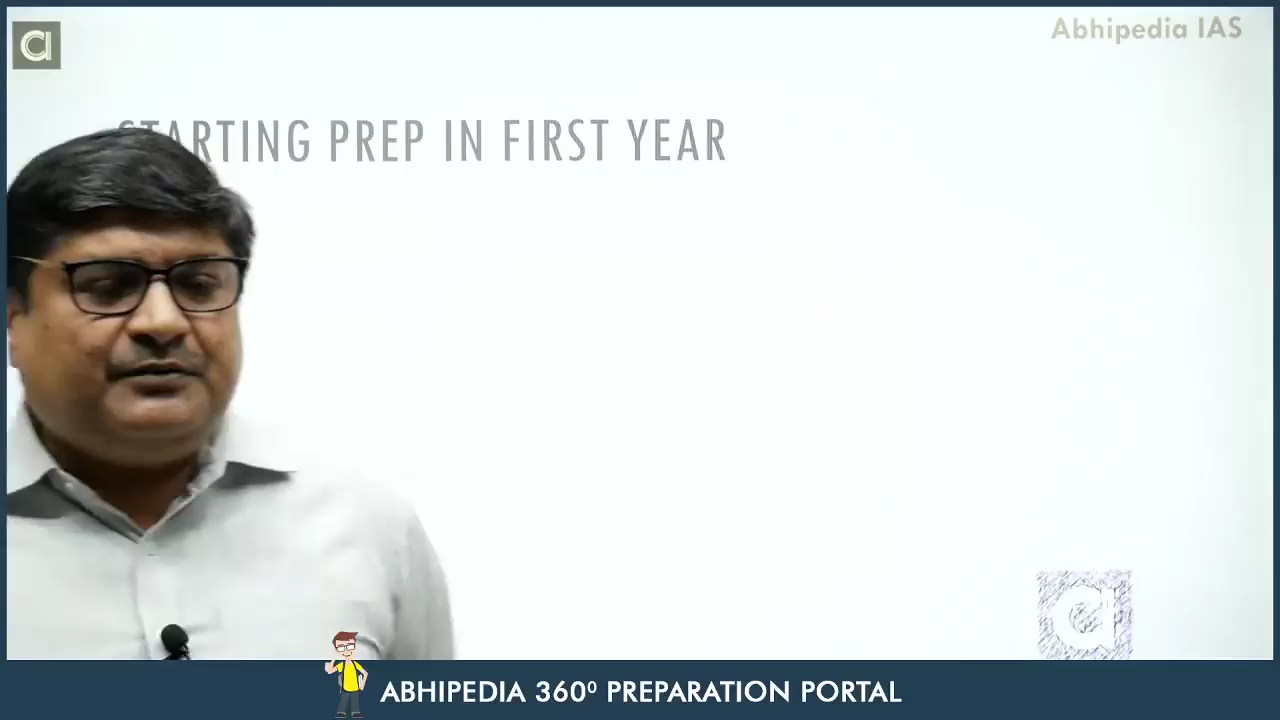 Abhipedia IAS
STARTING PREP IN FIRST YEAR
ABHIPEDIA 360⁰ PREPARATION PORTAL